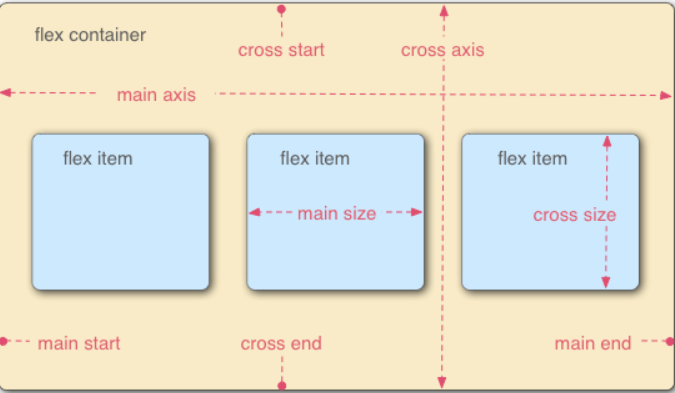 flex container
cross start
cross axis
main axis
flex item
flex item
flex item
main size
cross size
main start
cross end
main end